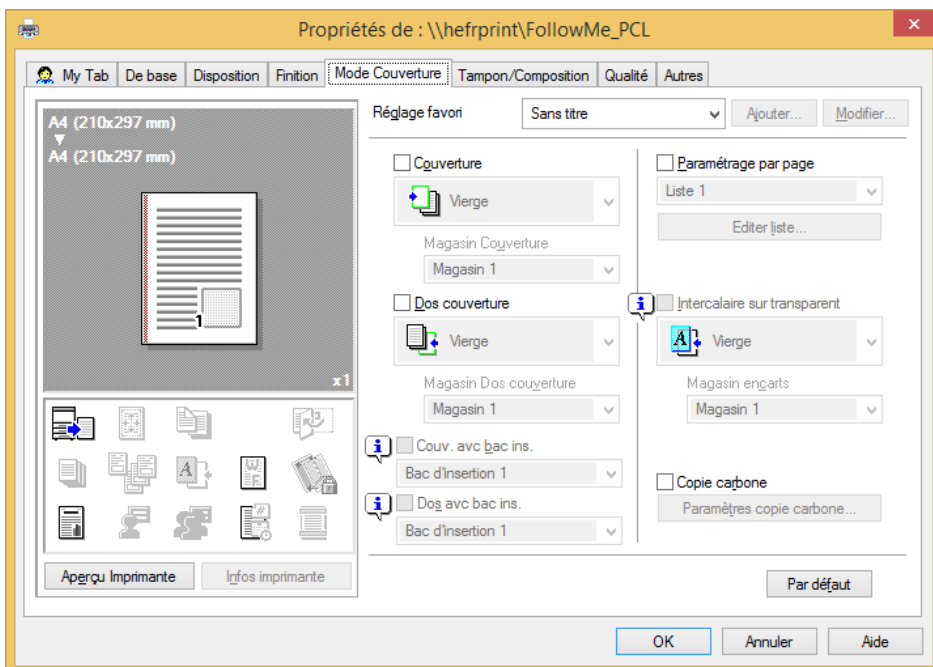 Propriétés de : \\hefrprint\FollowMe_PCL
My Tab De base Disposition Finition Mode Couverture Tampon/Composition Qualité Autres
A4 (210x297 mm)
A4 (210x297 mm)
1
x1
Aperçu Imprimante Infos imprimante
Réglage favori Sans titre Ajouter... Modifier...
Couverture
Vierge
Magasin Couverture
Magasin 1
Dos couverture
Vierge
Magasin Dos couverture
Magasin 1
Couv. avc bac ins.
Bac d'insertion 1
Dos avc bac ins.
Bac d'insertion 1
Paramétrage par page
Liste 1
Editer liste...
Intercalaire sur transparent
A Vierge
Magasin encarts
Magasin 1
Copie carbone
Paramètres copie carbone...
Par défaut
OK Annuler Aide